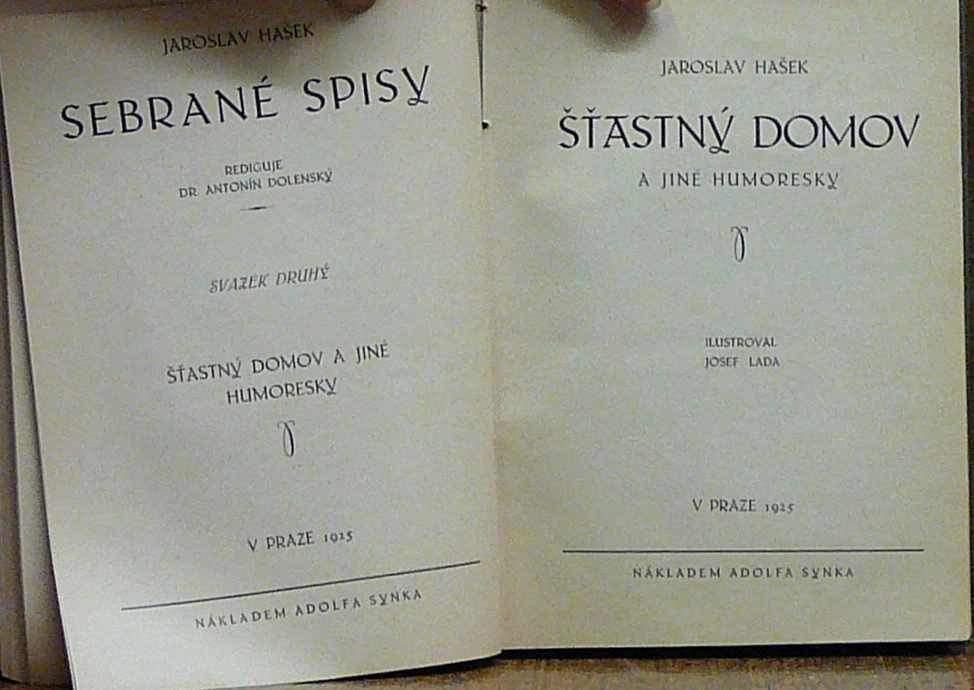 JAROSLAV HAŠEK
SEBRANÉ SPISY
REDIGUJE
DR. ANTONÍN DOLENSKÝ
SVAZEK DRUHÝ
ŠŤASTNÝ DOMOV A JINÉ
HUMORESKY
V PRAZE 1925
NÁKLADEM ADOLFA SYNKA
JAROSLAV HAŠEK
ŠŤASTNÝ DOMOV
A JINÉ HUMORESKY
ILUSTROVAL
JOSEF LADA
V PRAZE 1925
NÁKLADEM ADOLFA SYNKA